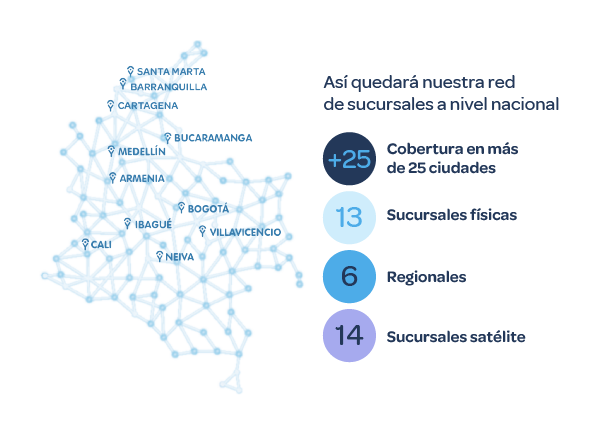 SANTA MARTA
BARRANQUILLA
CARTAGENA
BUCARAMANGA
MEDELLÍN
ARMENIA
BOGOTÁ
IBAGUÉ
VILLAVICENCIO
CALI
NEIVA
Así quedará nuestra red
de sucursales a nivel nacional
+25
Cobertura en más
de 25 ciudades
13
Sucursales físicas
6
Regionales
14
Sucursales satélite